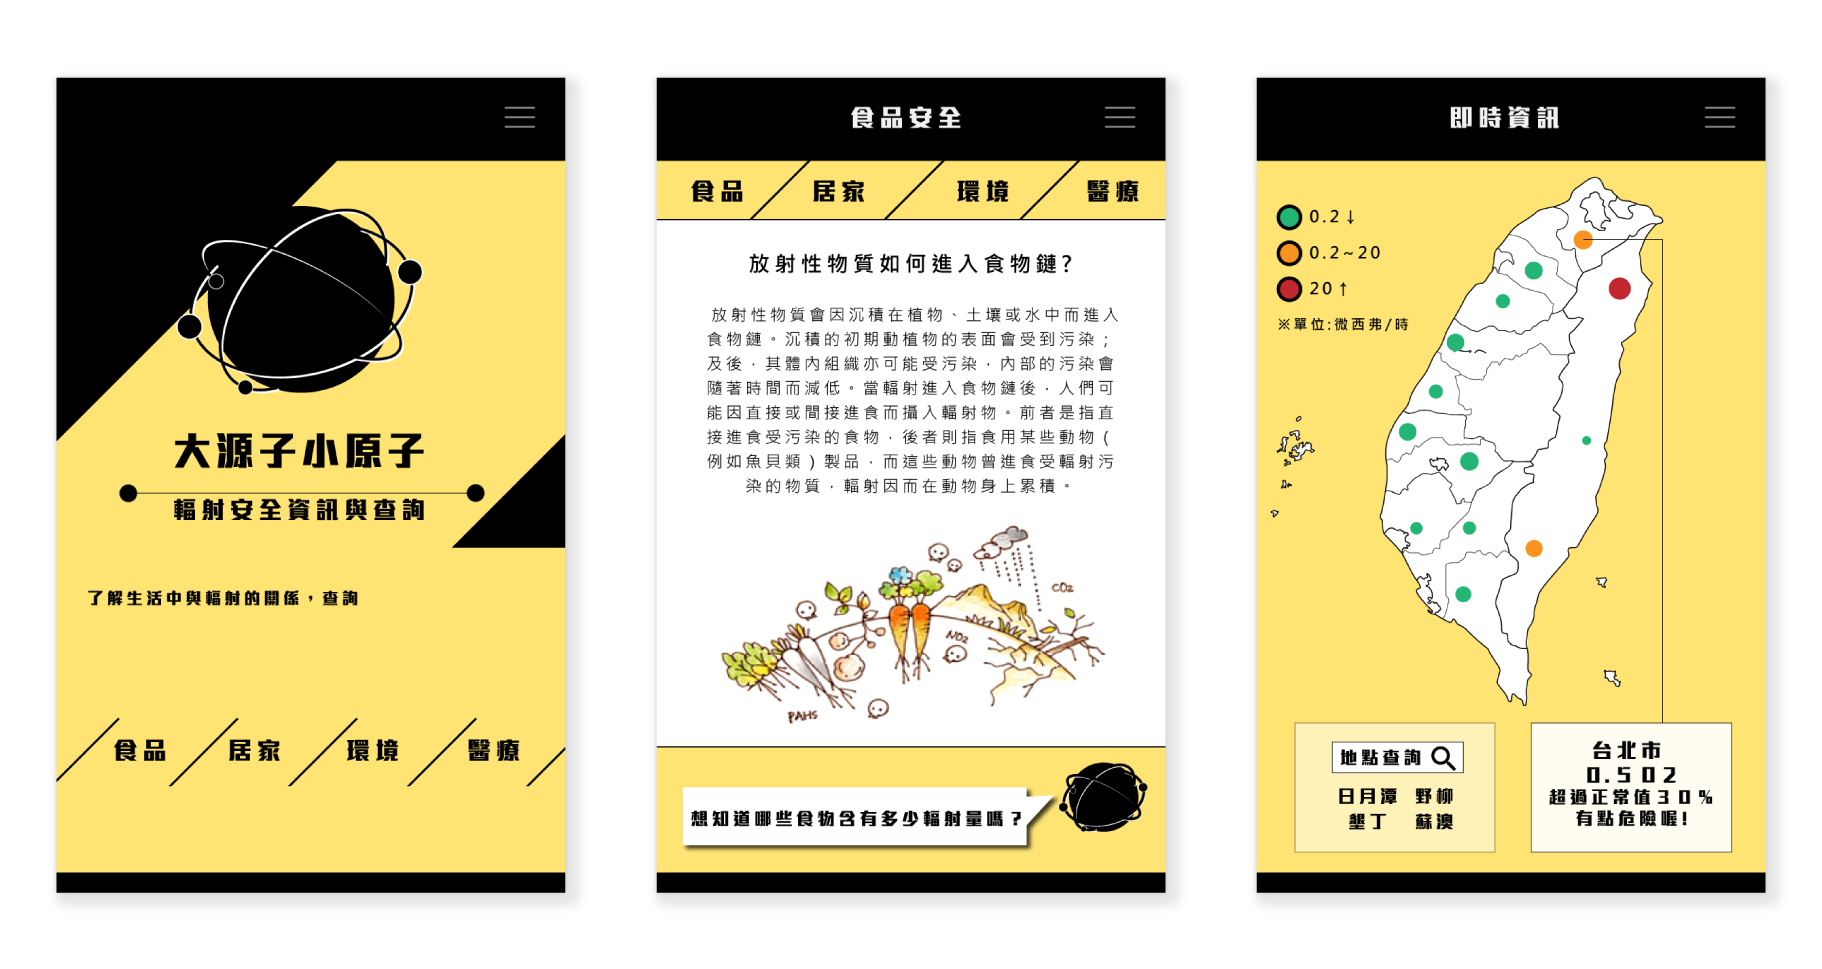 大源子小原子
輻射安全資訊與查詢
了解生活中與輻射的關係，查詢
食品 居家 環境 醫療
食品安全
食品 居家 環境 醫療
放射性物質如何進入食物鏈?
放射性物質會因沉積在植物、土壤或水中而進入
食物鏈。沉積的初期動植物的表面會受到污染；
及後，其體內組織亦可能受污染，內部的污染會
隨著時間而減低。當輻射進入食物鏈後，人們可
能因直接或間接進食而攝入輻射物。前者是指直
接進食受污染的食物，後者則指食用某些動物（
例如魚貝類）製品，而這些動物曾進食受輻射污
染的物質，輻射因而在動物身上累積。
CO2
NO2
PAHS
想知道哪些食物含有多少輻射量嗎？
即時資訊
0.2↓
0.2~20
20↑
※單位:微西弗/時
地點查詢
日月潭 野柳
墾丁 蘇澳
台北市
0.502
超過正常值30%
有點危險喔!